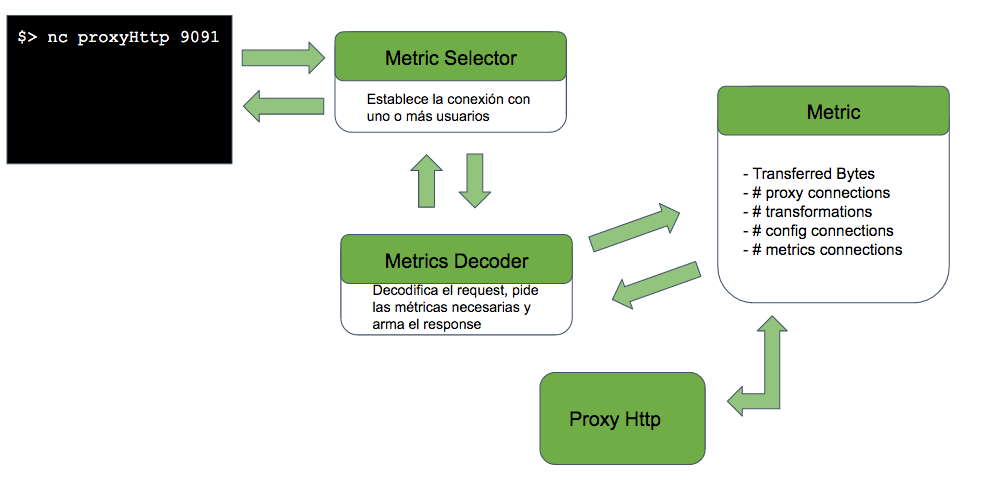 $> nc proxyHttp 9091
Metric Selector
Establece la conexión con
uno o más usuarios
Metric
- Transferred Bytes
- # proxy connections
- # transformations
- # config connections
- # metrics connections
Metrics Decoder
Decodifica el request, pide
las métricas necesarias y
arma el response
Proxy Http